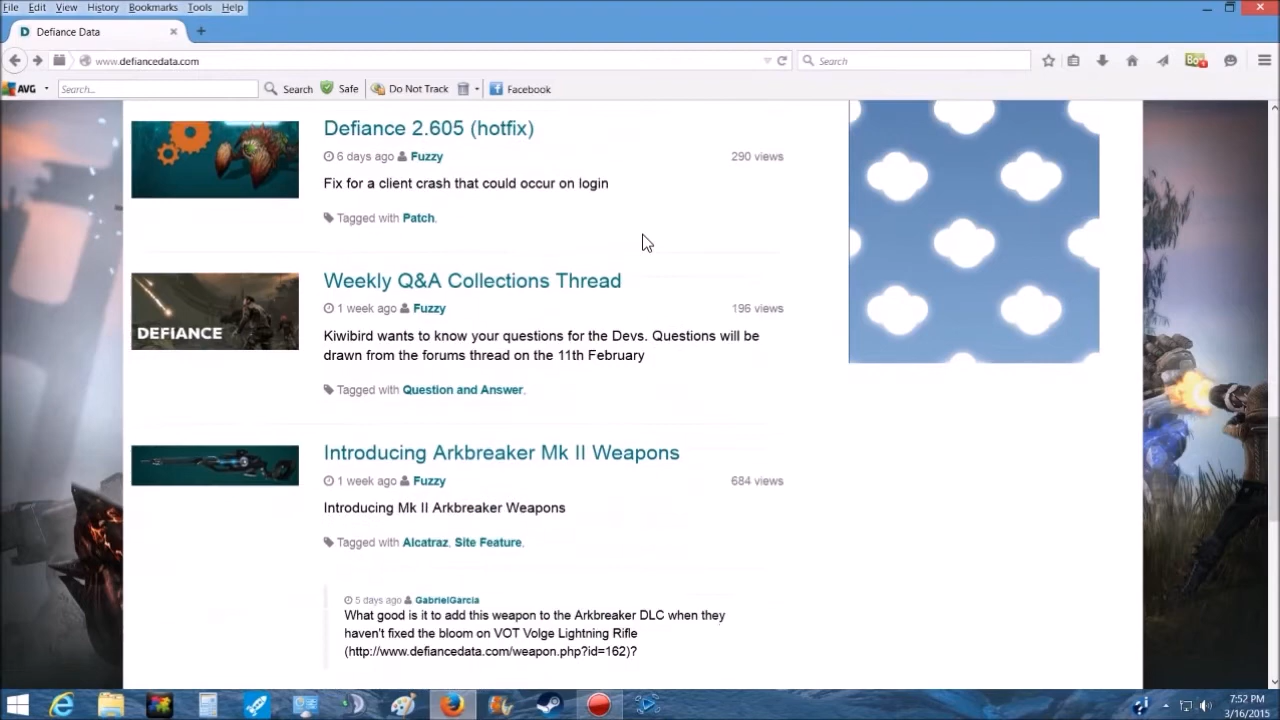 File Edit View History Bookmarks Tools Help
Defiance Data
www.defiancedata.com
Search
AVG
Search...
Search
Safe
Do Not Track
Facebook
Defiance 2.605 (hotfix)
6 days ago Fuzzy
290 views
Fix for a client crash that could occur on login
Tagged with Patch.
DEFIANCE
Weekly Q&A Collections Thread
1 week ago Fuzzy
196 views
Kiwibird wants to know your questions for the Devs. Questions will be
drawn from the forums thread on the 11th February
Tagged with Question and Answer.
Introducing Arkbreaker Mk II Weapons
1 week ago Fuzzy
684 views
Introducing Mk II Arkbreaker Weapons
Tagged with Alcatraz, Site Feature.
5 days ago GabrielGarcia
What good is it to add this weapon to the Arkbreaker DLC when they
haven't fixed the bloom on VOT Volge Lightning Rifle
(http://www.defiancedata.com/weapon.php?id=162)?
7:52 PM
3/16/2015